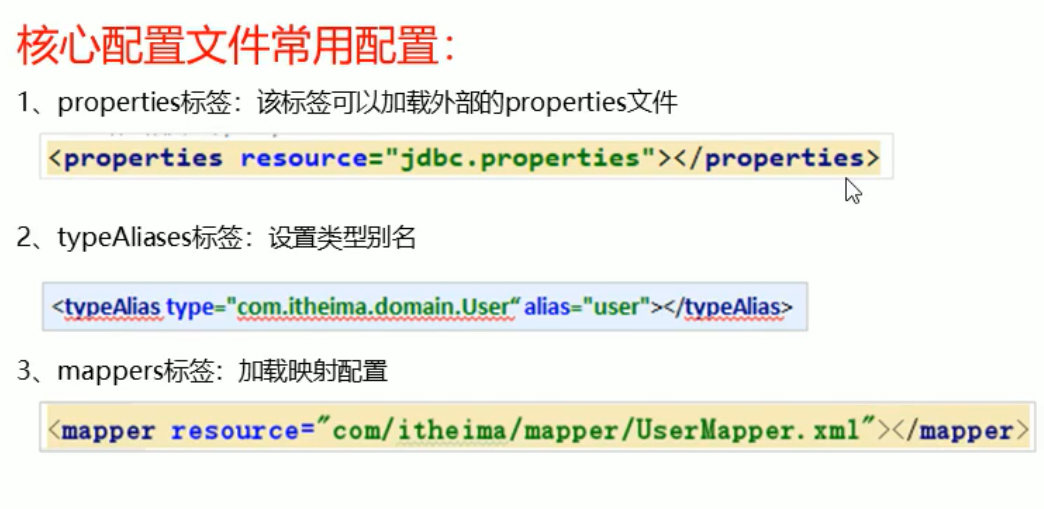 核心配置文件常用配置：
1、properties标签：该标签可以加载外部的properties文件
<properties resource="jdbc.properties"></properties>
2、typeAliases标签：设置类型别名
<typeAlias type="com.itheima.domain.User“ alias="user"></typeAlias>
3、mappers标签：加载映射配置
<mapper resource="com/itheima/mapper/UserMapper.xml"></mapper>